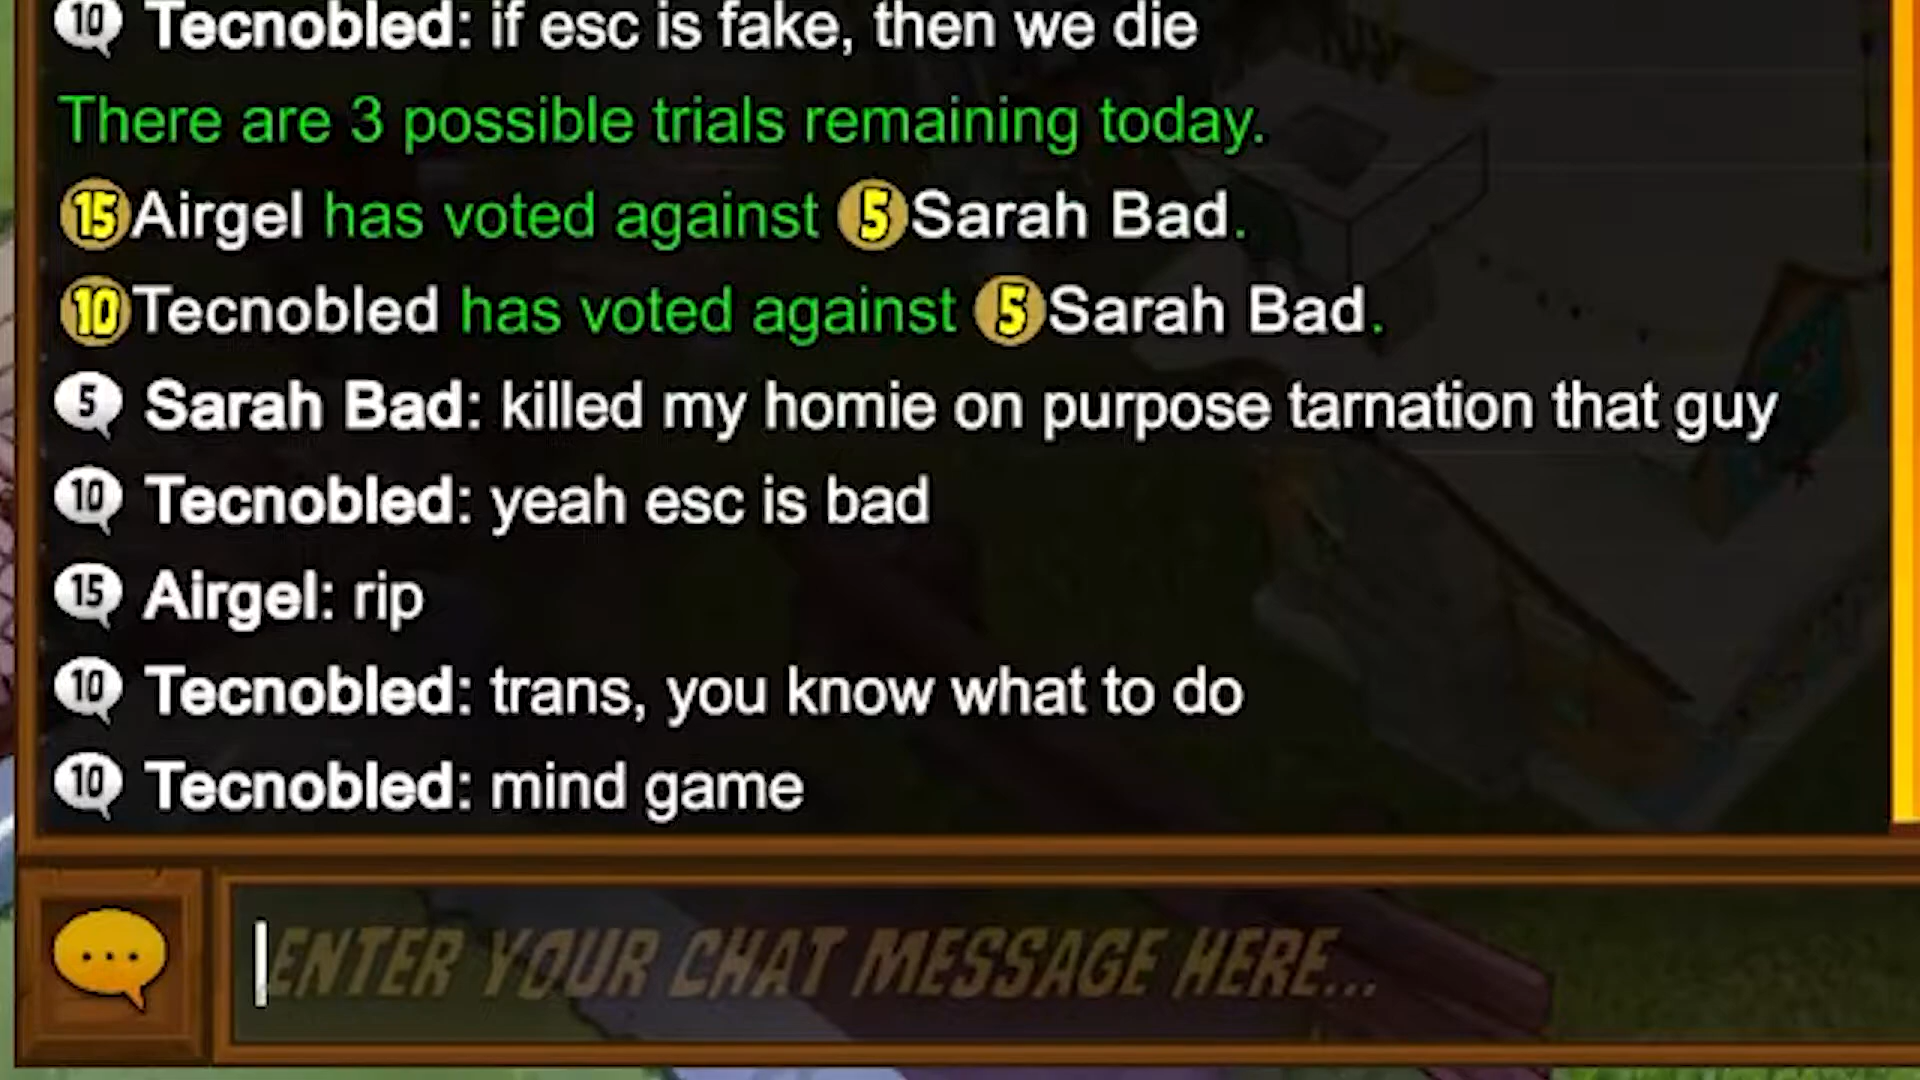 10 Tecnobled: if esc is fake, then we die
There are 3 possible trials remaining today.
15 Airgel has voted against 5 Sarah Bad.
10 Tecnobled has voted against 5 Sarah Bad.
5 Sarah Bad: killed my homie on purpose tarnation that guy
10 Tecnobled: yeah esc is bad
15 Airgel: rip
10 Tecnobled: trans, you know what to do
10 Tecnobled: mind game
ENTER YOUR CHAT MESSAGE HERE...